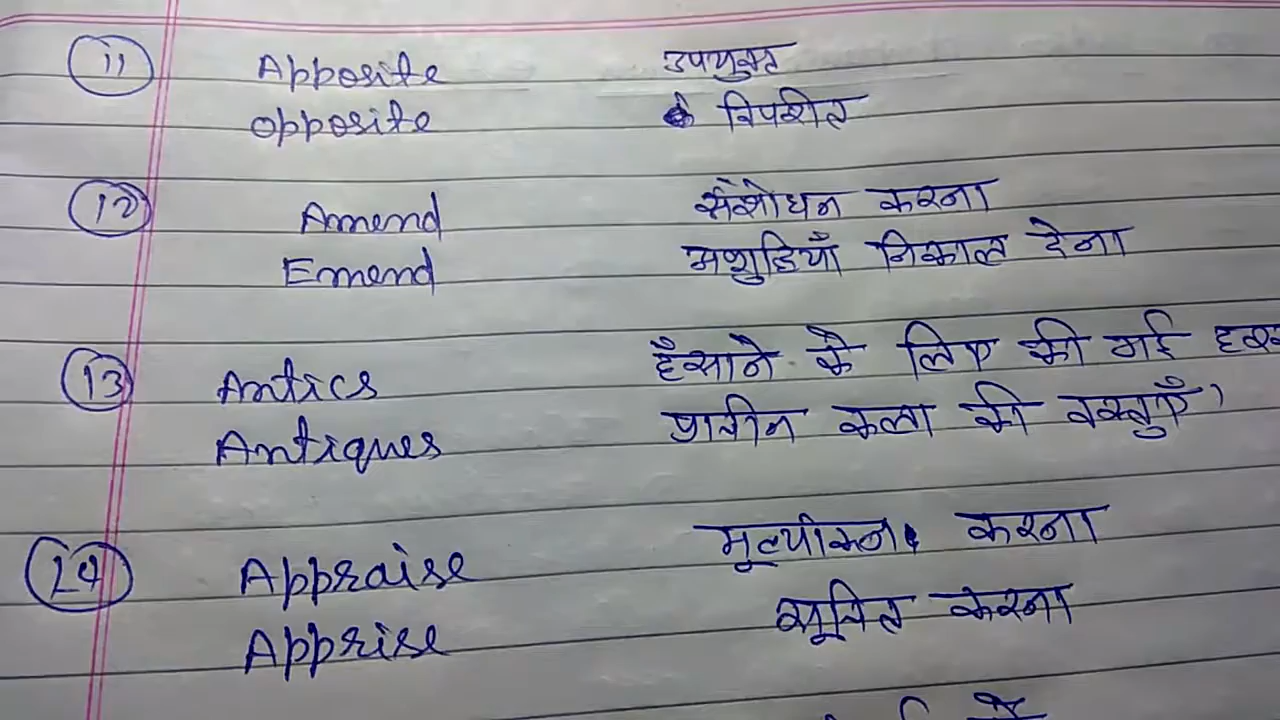 11 Apposite उपयुक्त
opposite विपरीत
12 Amend संशोधन करना
Emend अशुद्धियाँ निकाल देना
13 Antics हँसाने के लिए की गई
Antiques प्राचीन कला की वस्तुएँ
14 Appraise मूल्यांकन करना
Apprise सूचित करना